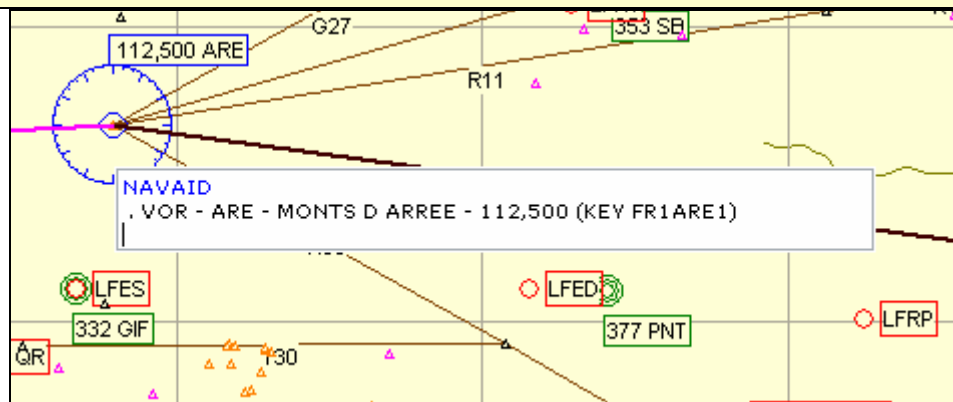 G27
353 SB
112,500 ARE
R11
NAVAID
. VOR - ARE - MONTS D ARREE - 112,500 (KEY FR1ARE1)
LFES
LFED
332 GIF
377 PNT
LFRP
QR
T30